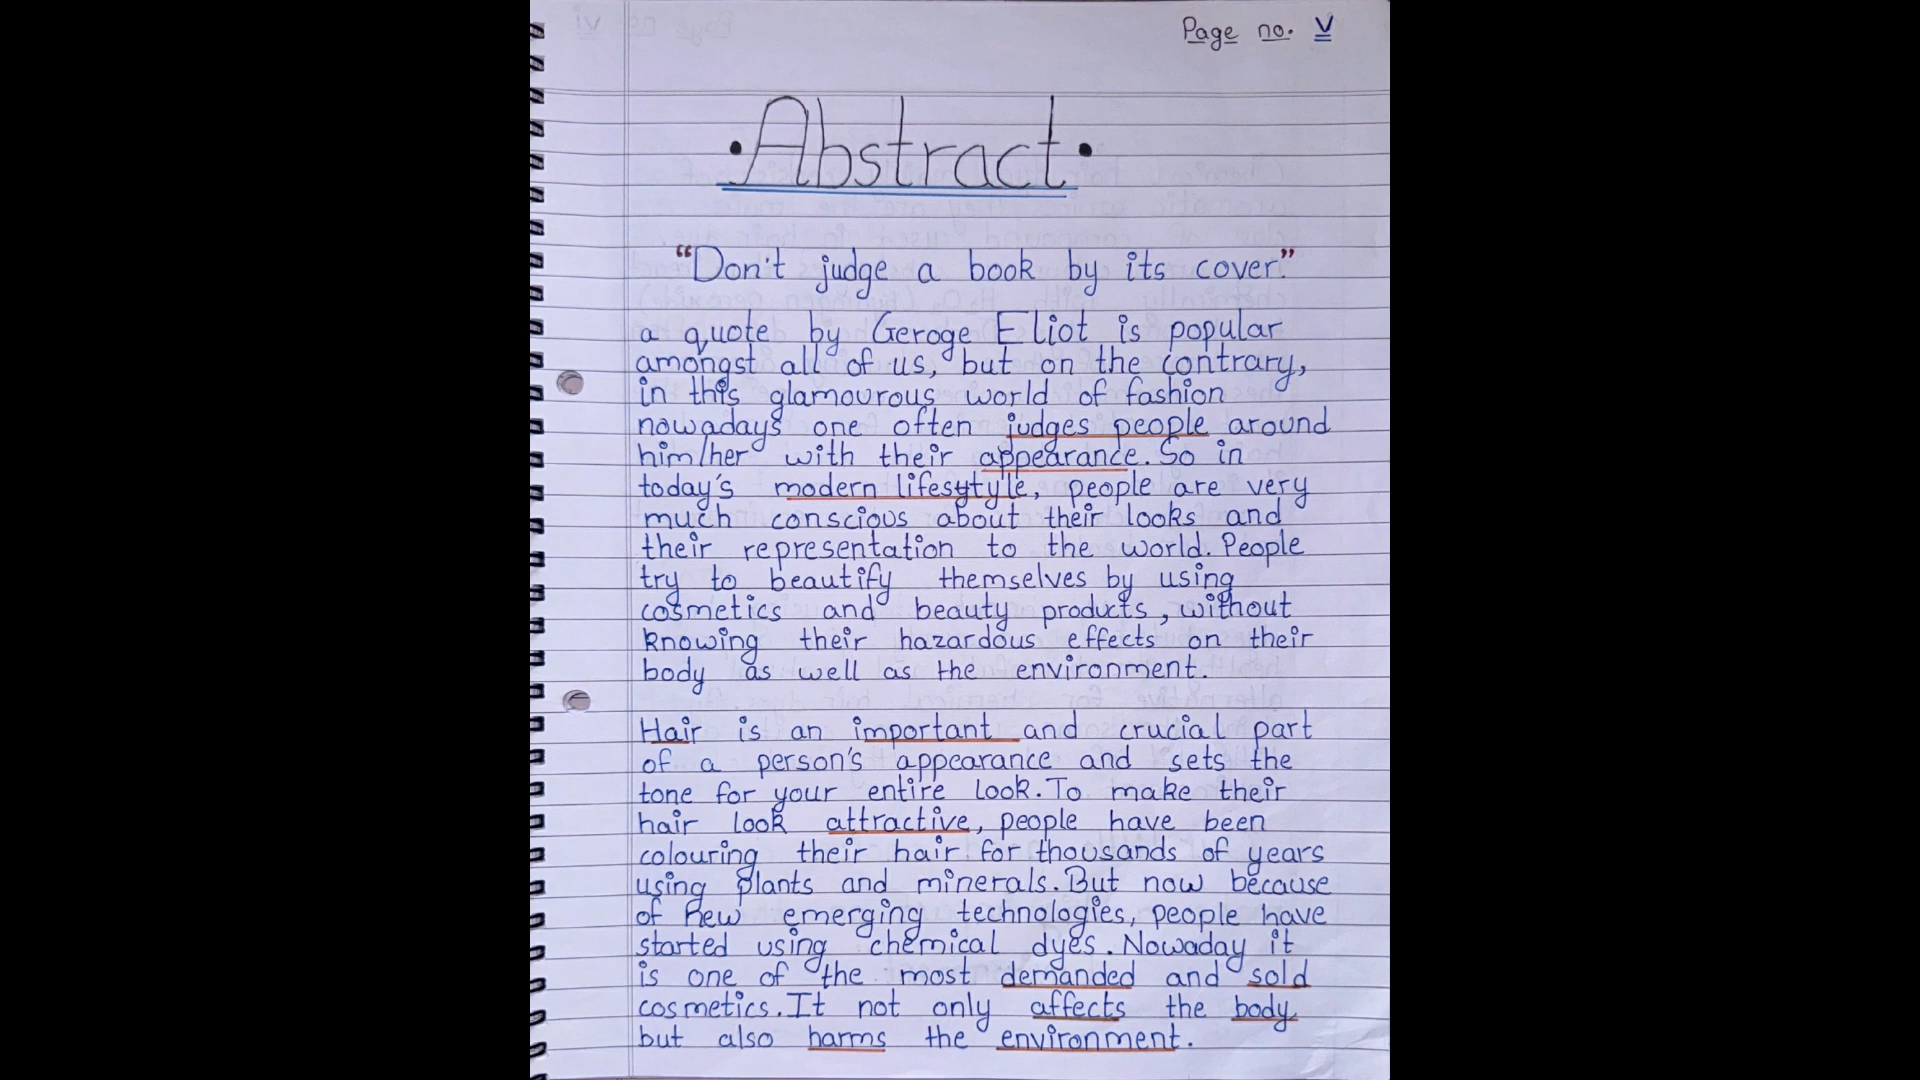 Page no. V
• Abstract •
"Don't judge a book by its cover."
a quote by Geroge Eliot is popular
amongst all of us, but on the contrary,
in this glamourous world of fashion
nowadays one often judges people around
him/her with their appearance. So in
today's modern lifesytyle, people are very
much conscious about their looks and
their representation to the world. People
try to beautify themselves by using
cosmetics and beauty products, without
knowing their hazardous effects on their
body as well as the environment.
Hair is an important and crucial part
of a person's appearance and sets the
tone for your entire look. To make their
hair look attractive, people have been
colouring their hair for thousands of years
using plants and minerals. But now because
of new emerging technologies, people have
started using chemical dyes. Nowaday it
is one of the most demanded and sold
cosmetics. It not only affects the body
but also harms the environment.